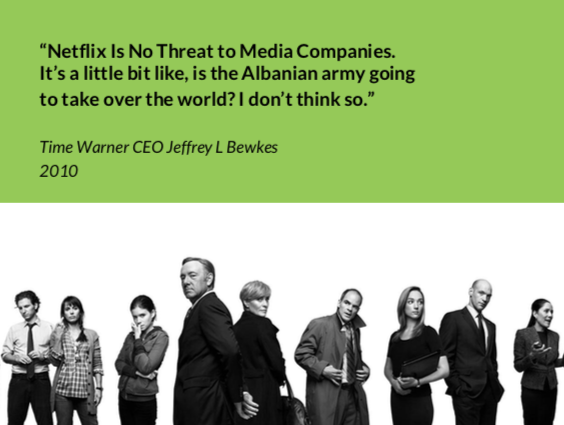 “Netflix Is No Threat to Media Companies.
It’s a little bit like, is the Albanian army going
to take over the world? I don’t think so.”
Time Warner CEO Jeffrey L Bewkes
2010